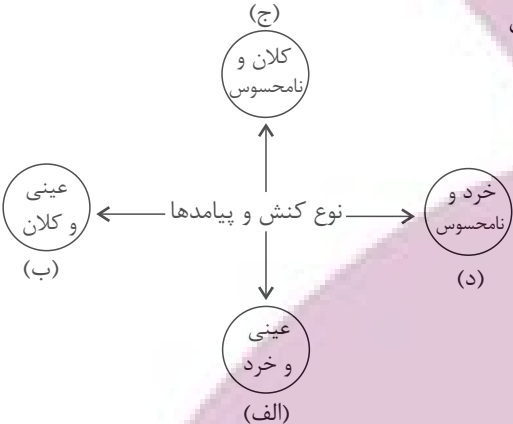 (ج)
کلان و
نامحسوس
عینی
و کلان
(ب)
نوع کنش و پیامدها
خرد و
نامحسوس
(د)
عینی
و خرد
(الف)